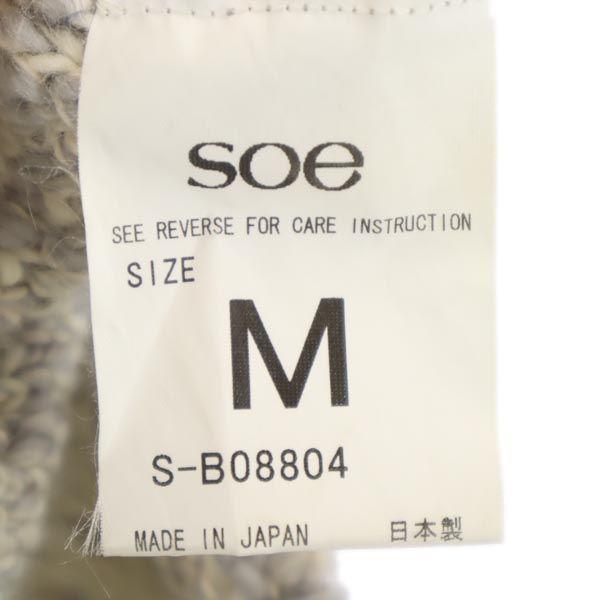 soe
SEE REVERSE FOR CARE INSTRUCTION
SIZE
M
S-B08804
MADE IN JAPAN 日本製